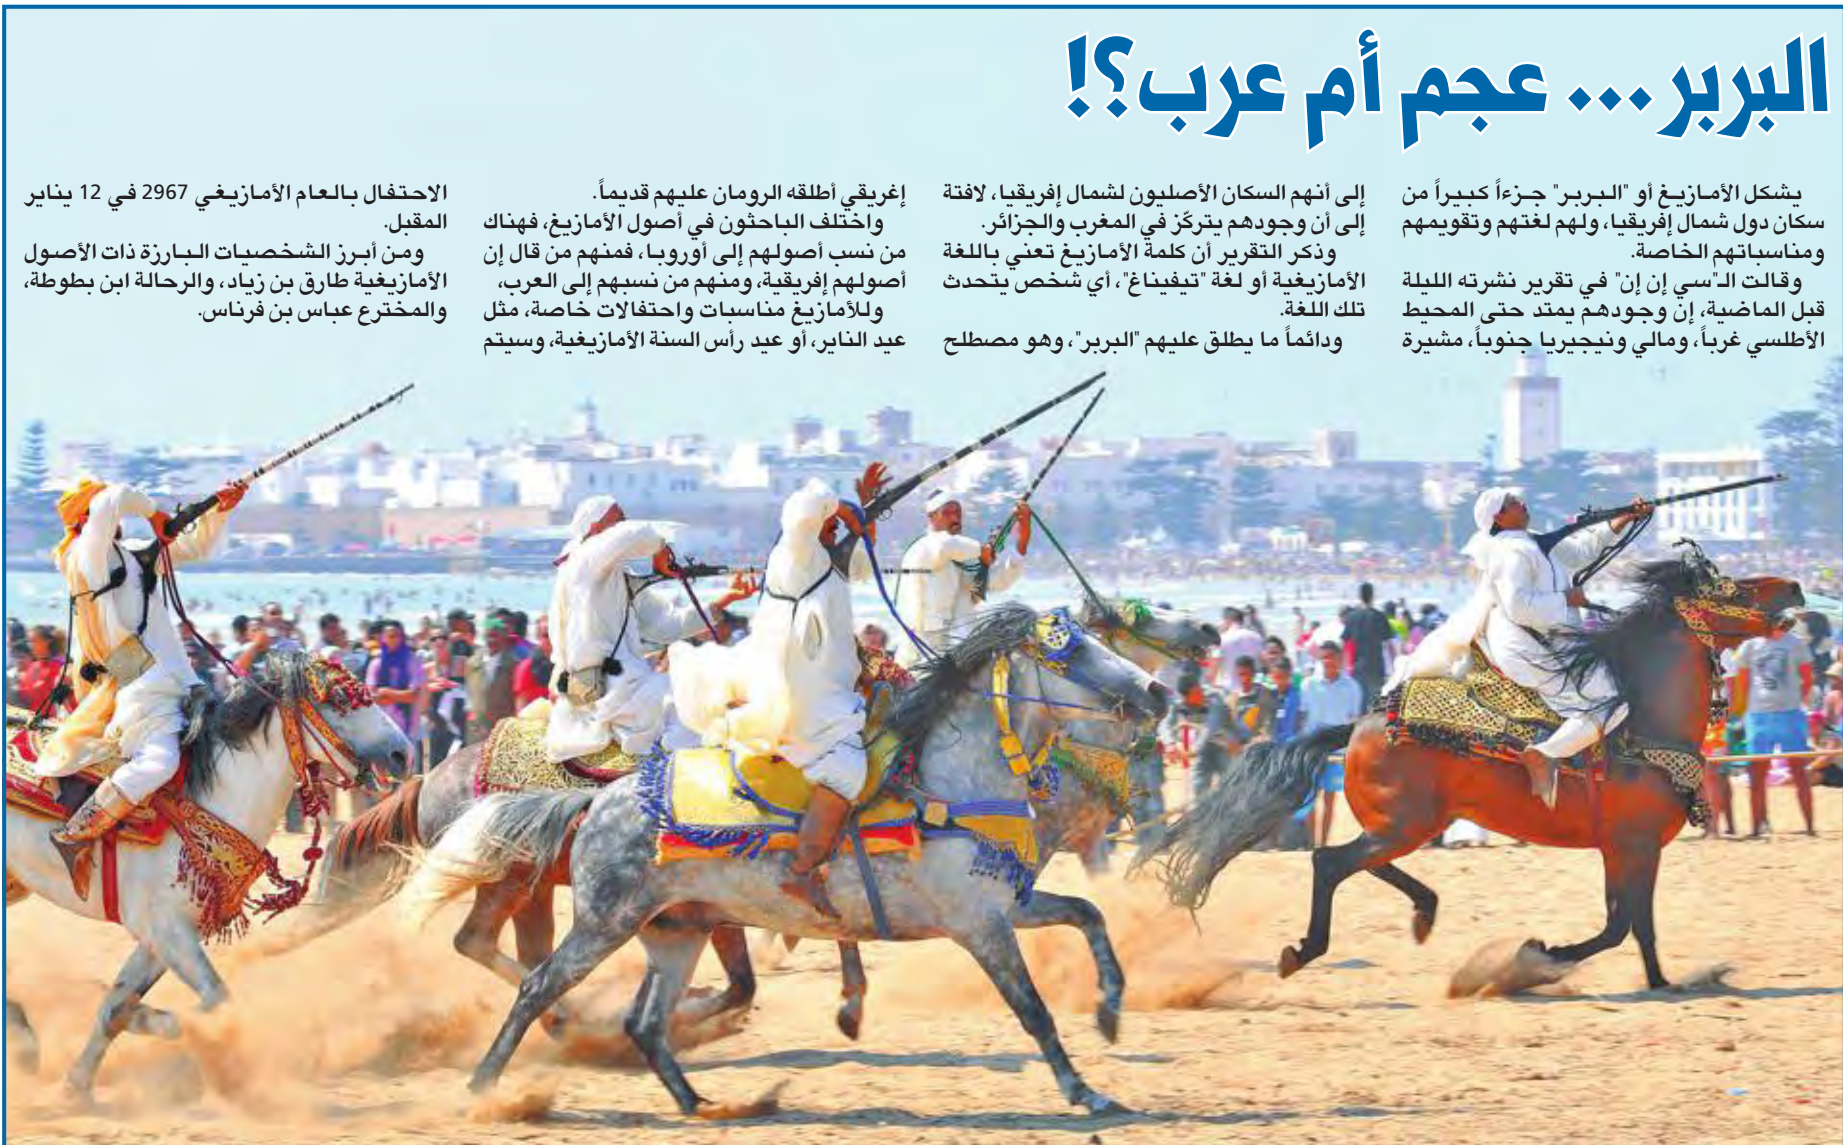 البربر... عجم أم عرب؟!
يشكل الأمازيغ أو "البربر" جزءاً كبيراً من
سكان دول شمال إفريقيا، ولهم لغتهم وتقويمهم
ومناسباتهم الخاصة.
وقالت الـ"سي إن إن" في تقرير نشرته الليلة
قبل الماضية، إن وجودهم يمتد حتى المحيط
الأطلسي غرباً، ومالي ونيجيريا جنوباً، مشيرة
إلى أنهم السكان الأصليون لشمال إفريقيا، لافتة
إلى أن وجودهم يتركّز في المغرب والجزائر.
وذكر التقرير أن كلمة الأمازيغ تعني باللغة
الأمازيغية أو لغة "تيفيناغ"، أي شخص يتحدث
تلك اللغة.
ودائماً ما يطلق عليهم "البربر"، وهو مصطلح
إغريقي أطلقه الرومان عليهم قديماً.
واختلف الباحثون في أصول الأمازيغ، فهناك
من نسب أصولهم إلى أوروبا، فمنهم من قال إن
أصولهم إفريقية، ومنهم من نسبهم إلى العرب،
وللأمازيغ مناسبات واحتفالات خاصة، مثل
عيد الناير، أو عيد رأس السنة الأمازيغية، وسيتم
الاحتفال بالعام الأمازيغي 2967 في 12 يناير
المقبل.
ومن أبرز الشخصيات البارزة ذات الأصول
الأمازيغية طارق بن زياد، والرحالة ابن بطوطة،
والمخترع عباس بن فرناس.